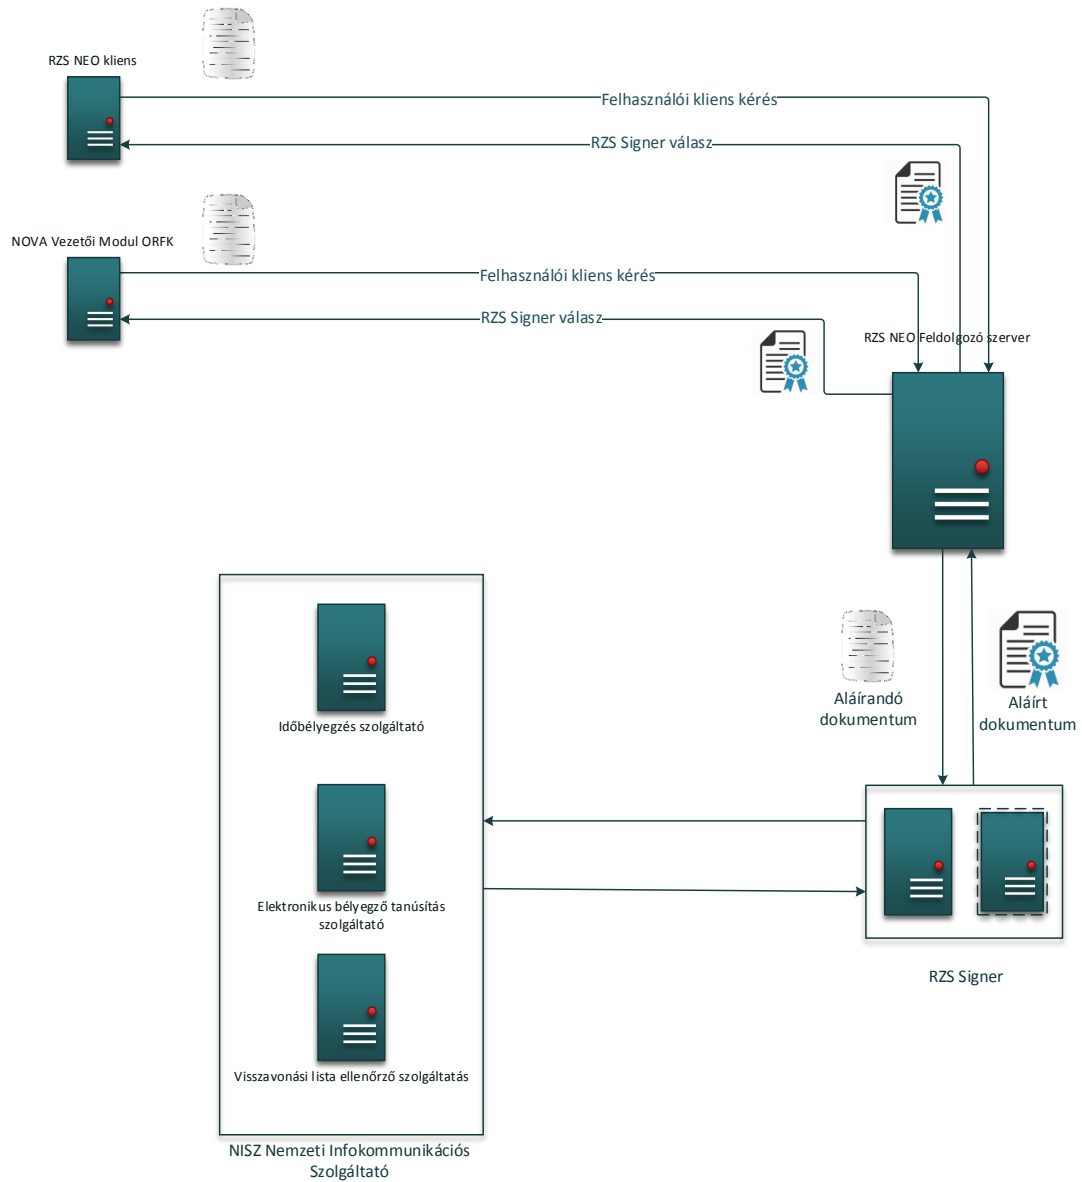 RZS NEO kliens
Felhasználói kliens kérés
RZS Signer válasz
NOVA Vezetői Modul ORFK
Felhasználói kliens kérés
RZS Signer válasz
RZS NEO Feldolgozó szerver
Aláírandó
dokumentum
Aláírt
dokumentum
Időbélyegzés szolgáltató
Elektronikus bélyegző tanúsítás
szolgáltató
Visszavonási lista ellenőrző szolgáltatás
RZS Signer
NISZ Nemzeti Infokommunikációs
Szolgáltató